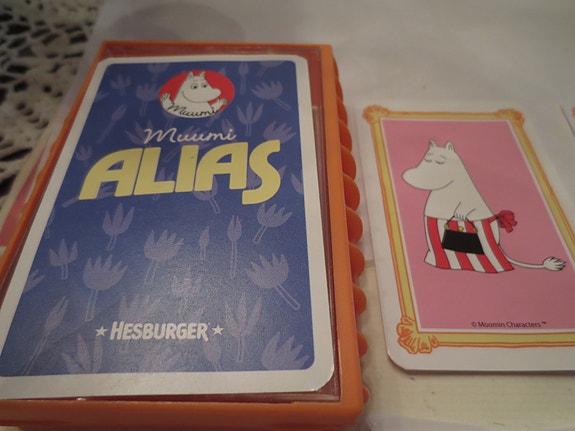 Muumi
Muumi
ALIAS
HESBURGER
© Moomin Characters™